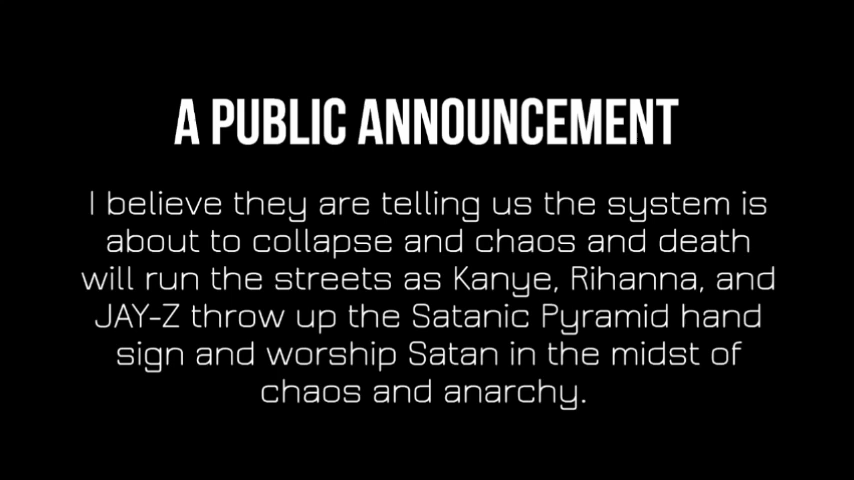 A PUBLIC ANNOUNCEMENT
I believe they are telling us the system is
about to collapse and chaos and death
will run the streets as Kanye, Rihanna, and
JAY-Z throw up the Satanic Pyramid hand
sign and worship Satan in the midst of
chaos and anarchy.